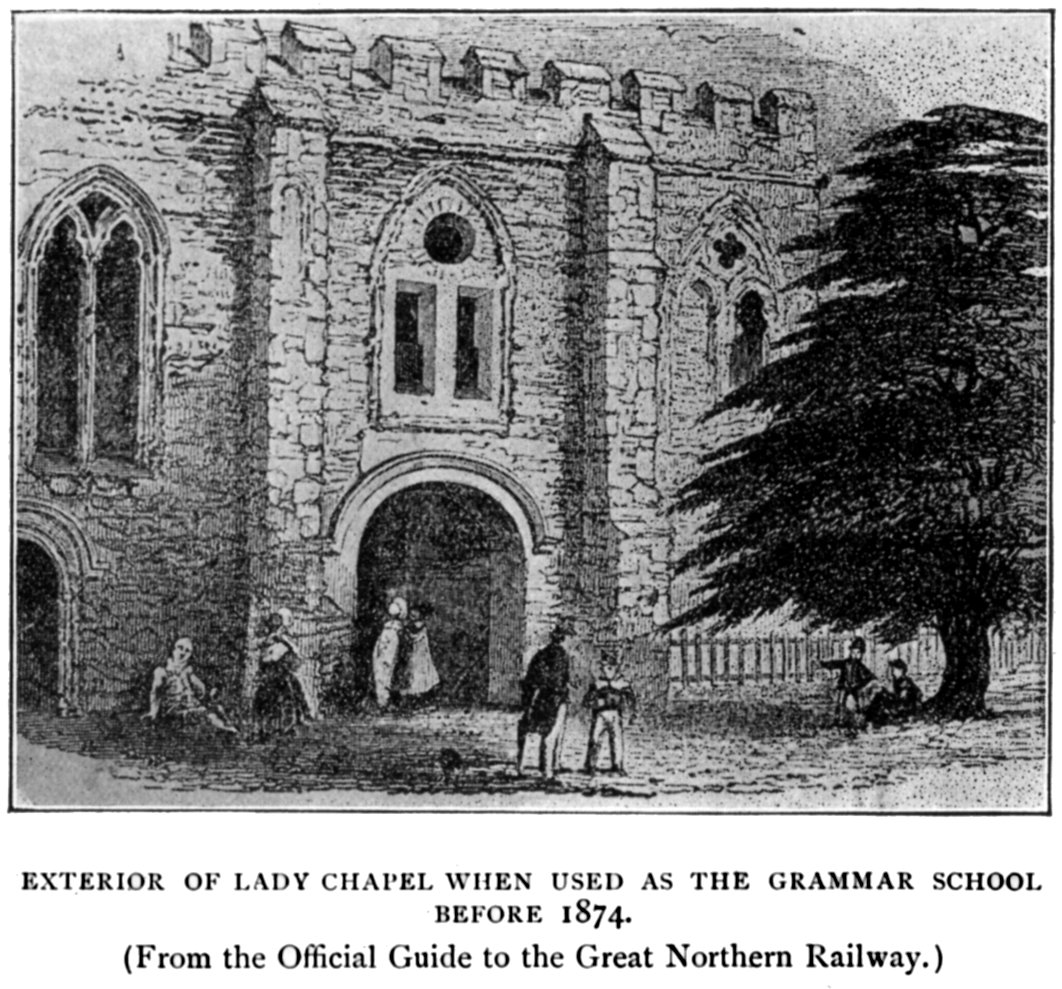 EXTERIOR OF LADY CHAPEL WHEN USED AS THE GRAMMAR SCHOOL
BEFORE 1874.
(From the Official Guide to the Great Northern Railway.)